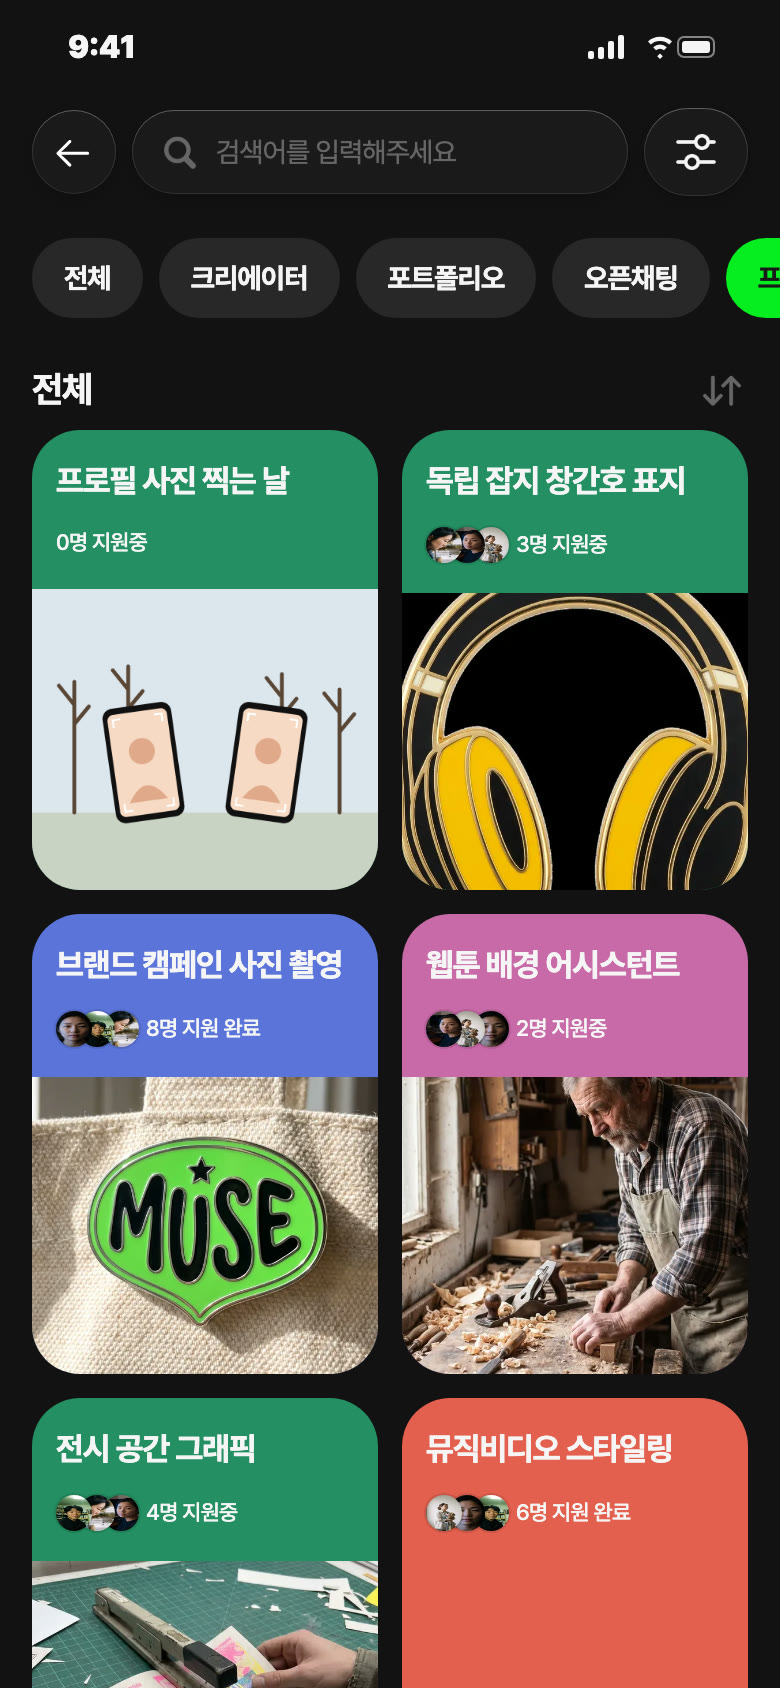 9:41
검색어를 입력해주세요
전체
크리에이터
포트폴리오
오픈채팅
프
전체
프로필 사진 찍는 날
0명 지원중
독립 잡지 창간호 표지
3명 지원중
브랜드 캠페인 사진 촬영
8명 지원 완료
웹툰 배경 어시스턴트
2명 지원중
MUSE
전시 공간 그래픽
4명 지원중
뮤직비디오 스타일링
6명 지원 완료